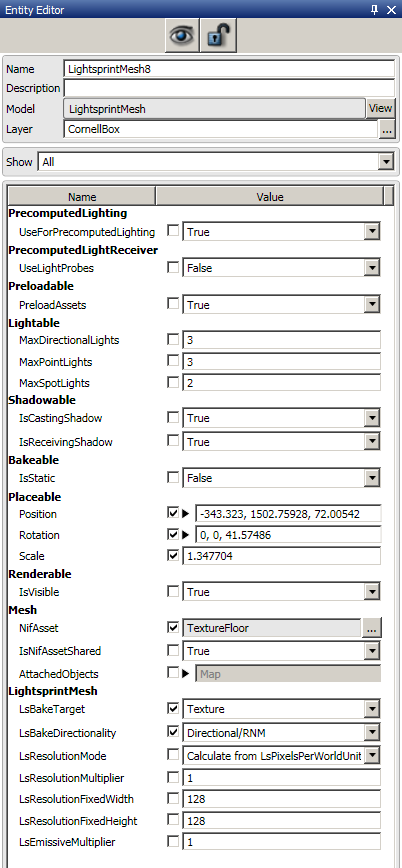 Entity Editor
Name LightsprintMesh8
Description
Model LightsprintMesh View
Layer CornellBox ...
Show All
Name Value
PrecomputedLighting
UseForPrecomputedLighting True
PrecomputedLightReceiver
UseLightProbes False
Preloadable
PreloadAssets True
Lightable
MaxDirectionalLights 3
MaxPointLights 3
MaxSpotLights 2
Shadowable
IsCastingShadow True
IsReceivingShadow True
Bakeable
IsStatic False
Placeable
Position -343.323, 1502.75928, 72.00542
Rotation 0, 0, 41.57486
Scale 1.347704
Renderable
IsVisible True
Mesh
NifAsset TextureFloor ...
IsNifAssetShared True
AttachedObjects Map
LightsprintMesh
LsBakeTarget Texture
LsBakeDirectionality Directional/RNM
LsResolutionMode Calculate from LsPixelsPerWorldUnit
LsResolutionMultiplier 1
LsResolutionFixedWidth 128
LsResolutionFixedHeight 128
LsEmissiveMultiplier 1